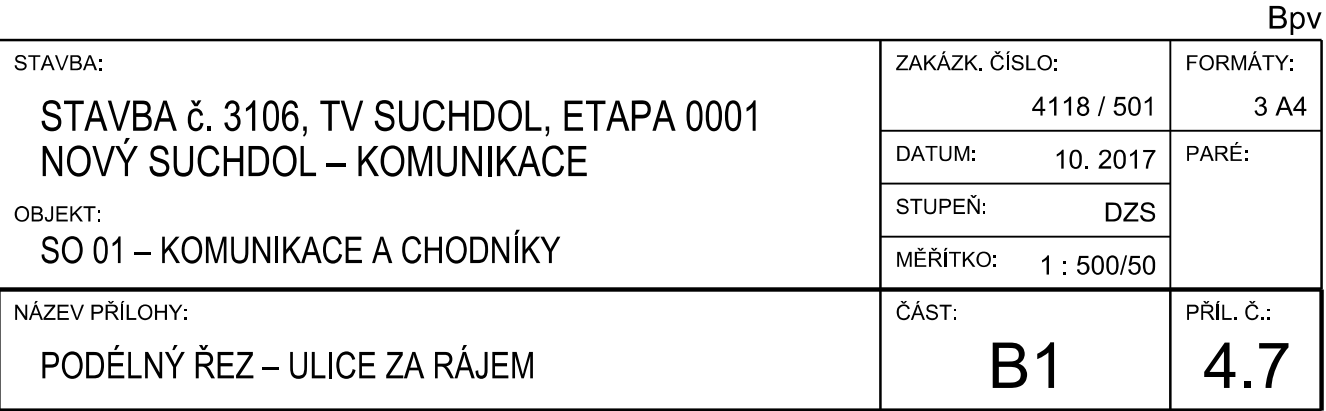 Bpv
STAVBA:
STAVBA č. 3106, TV SUCHDOL, ETAPA 0001
NOVÝ SUCHDOL – KOMUNIKACE
OBJEKT:
SO 01 – KOMUNIKACE A CHODNÍKY
ZAKÁZK. ČÍSLO:
4118 / 501
FORMÁTY:
3 A4
DATUM: 10. 2017
PARÉ:
STUPEŇ: DZS
MĚŘÍTKO: 1 : 500/50
NÁZEV PŘÍLOHY:
PODÉLNÝ ŘEZ – ULICE ZA RÁJEM
ČÁST:
B1
PŘÍL. Č.:
4.7